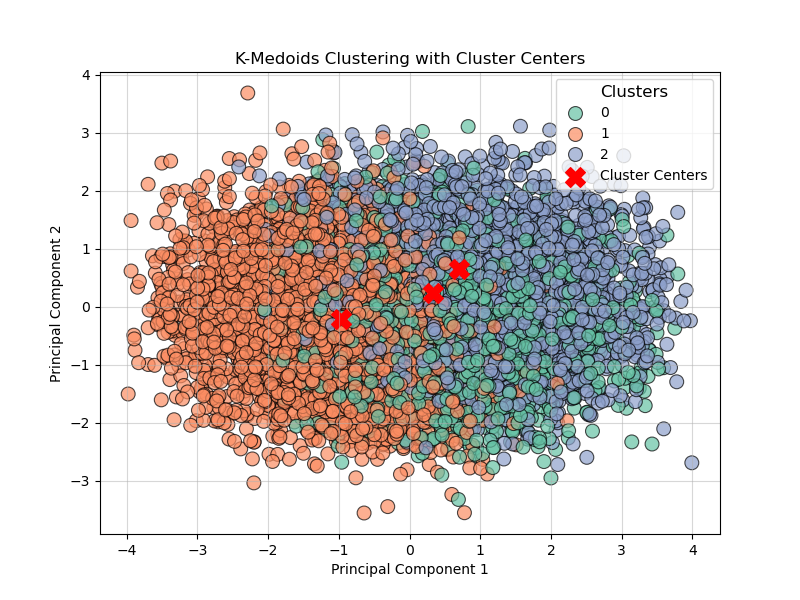 K-Medoids Clustering with Cluster Centers
Clusters
0
1
2
Cluster Centers
Principal Component 2
4
3
2
1
0
−1
−2
−3
−4 −3 −2 −1 0 1 2 3 4
Principal Component 1